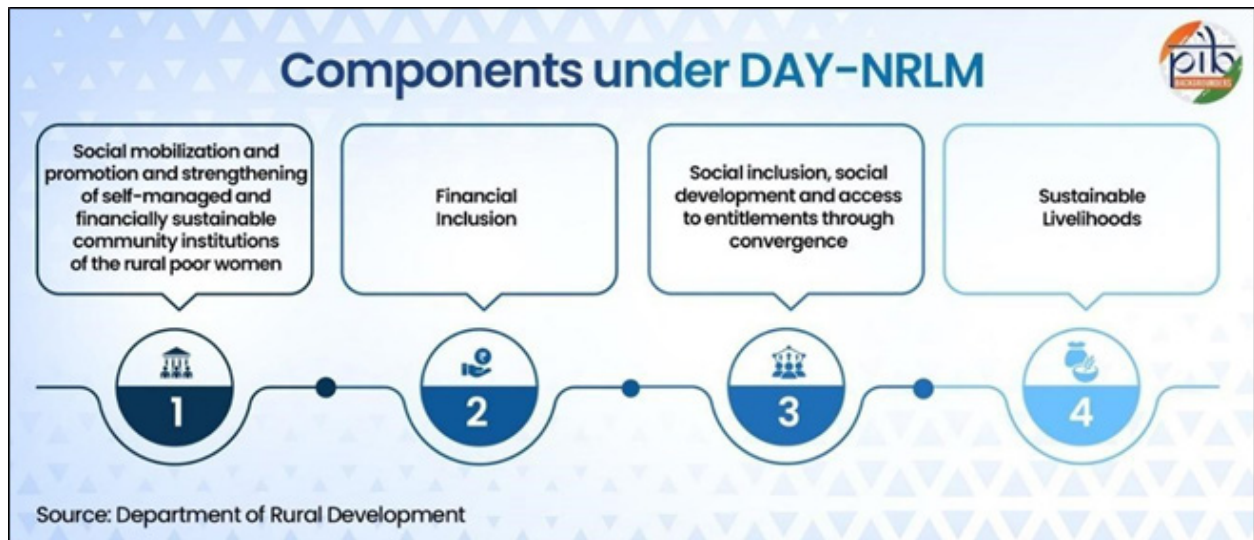 Components under DAY-NRLM
pib
BACKGROUNDERS
Social mobilization and
promotion and strengthening
of self-managed and
financially sustainable
community institutions
of the rural poor women
Financial
Inclusion
Social inclusion, social
development and access
to entitlements through
convergence
Sustainable
Livelihoods
1
2
3
4
Source: Department of Rural Development